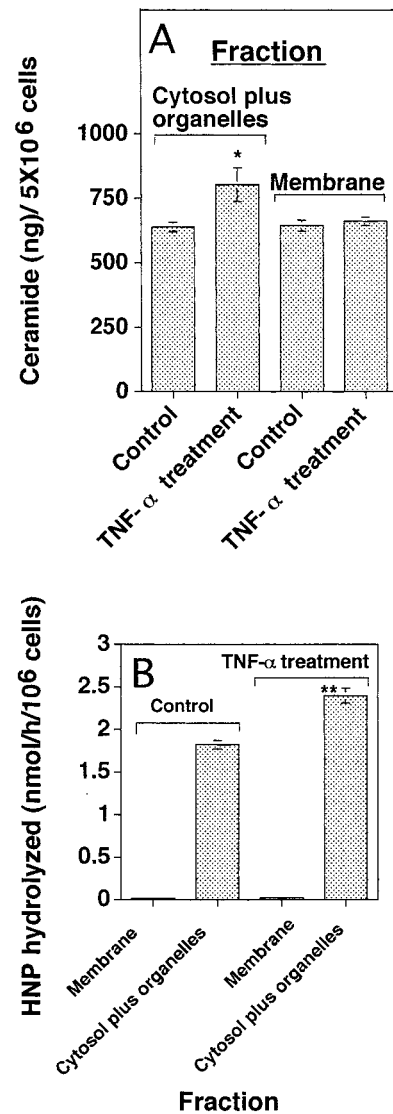 A
Fraction
Cytosol plus
organelles
*
Membrane
Ceramide (ng)/ 5X10⁶ cells
1000
750
500
250
0
Control
TNF- α treatment
Control
TNF- α treatment
B
TNF-α treatment
Control
**
HNP hydrolyzed (nmol/h/10⁶ cells)
3
2.5
2
1.5
1
0.5
0
Membrane
Cytosol plus organelles
Membrane
Cytosol plus organelles
Fraction